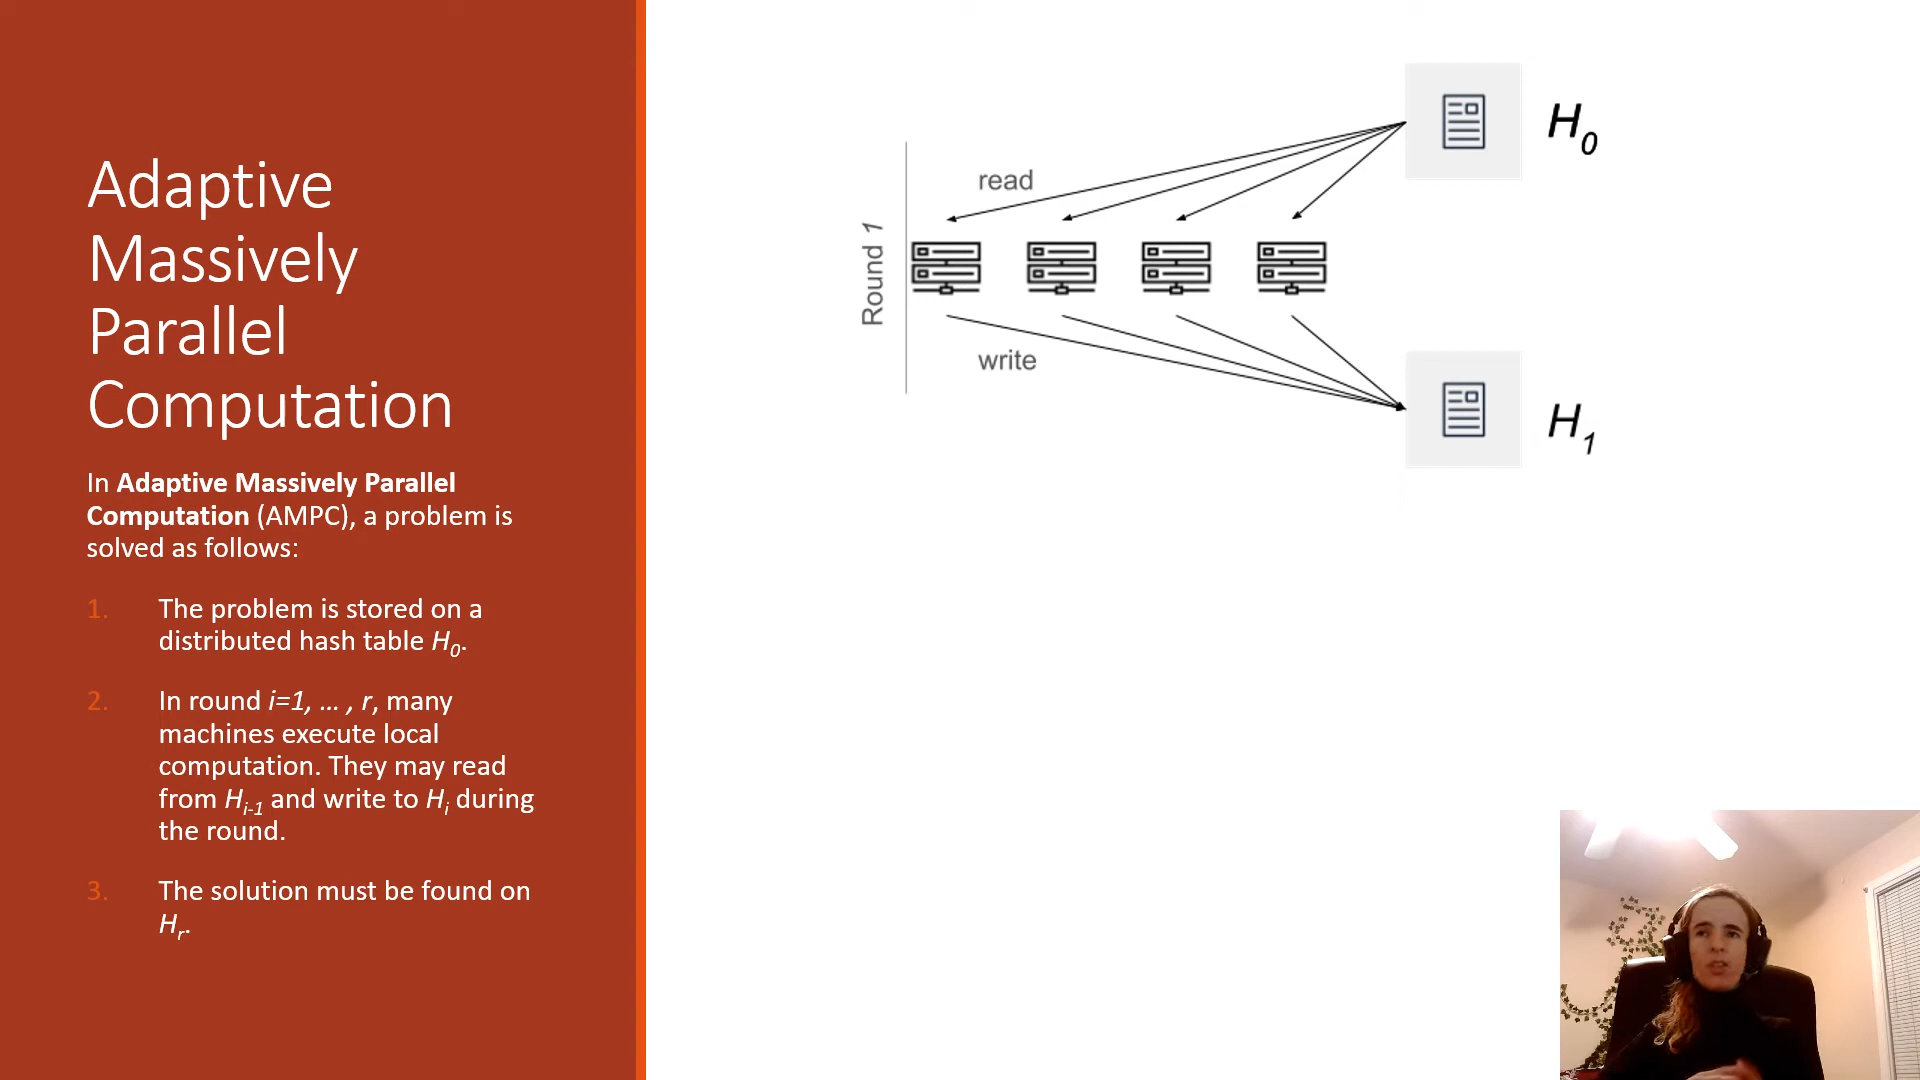 Adaptive
Massively
Parallel
Computation
In Adaptive Massively Parallel
Computation (AMPC), a problem is
solved as follows:
1. The problem is stored on a
distributed hash table H0.
2. In round i=1, … , r, many
machines execute local
computation. They may read
from Hi-1 and write to Hi during
the round.
3. The solution must be found on
Hr.
Round 1
read
write
H0
H1